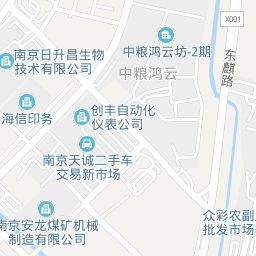 X001
中粮鸿云坊-2期
东麒路
南京日升昌生物
技术有限公司
中粮鸿云
创丰自动化
仪表公司
海信印务
南京天诚二手车
交易新市场
南京安龙煤矿机械
制造有限公司
众彩农副
批发市场